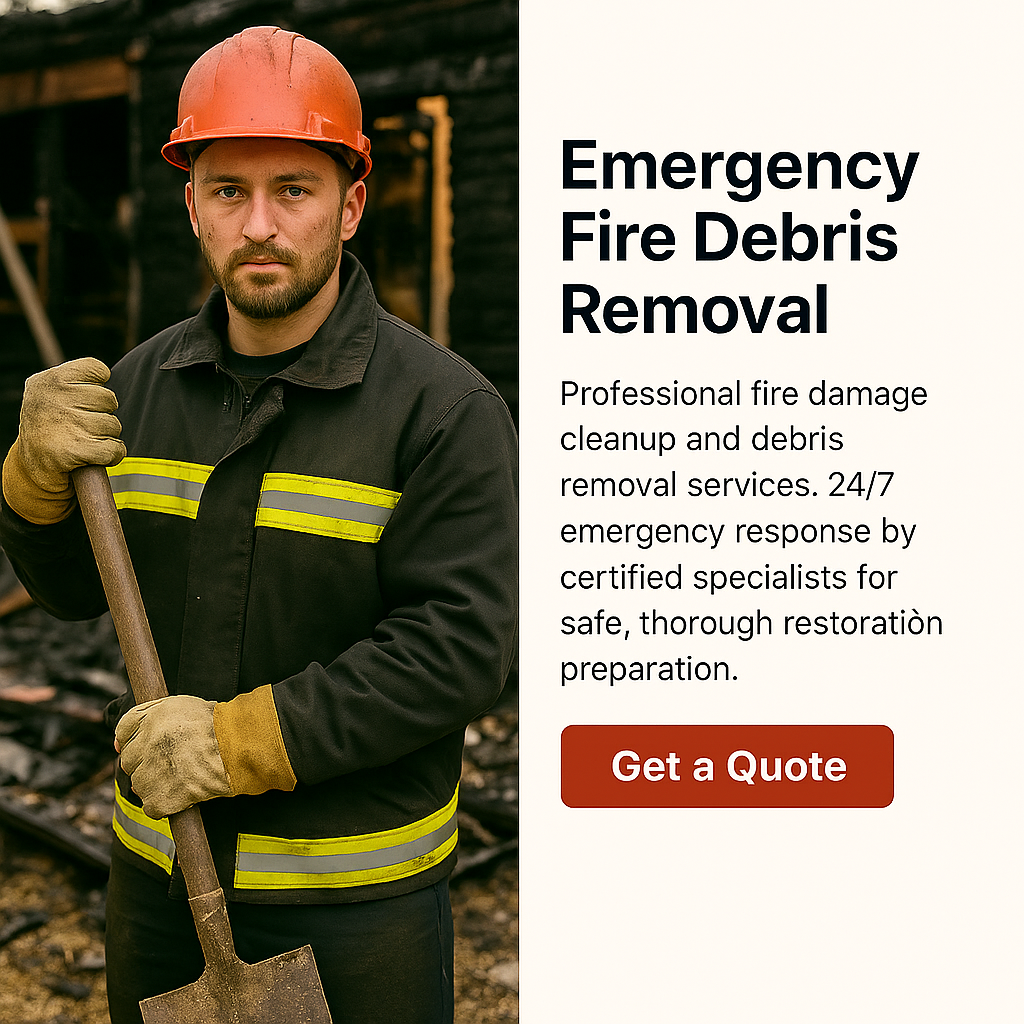 Emergency
Fire Debris
Removal
Professional fire damage
cleanup and debris
removal services. 24/7
emergency response by
certified specialists for
safe, thorough restoratiòn
preparation.
Get a Quote